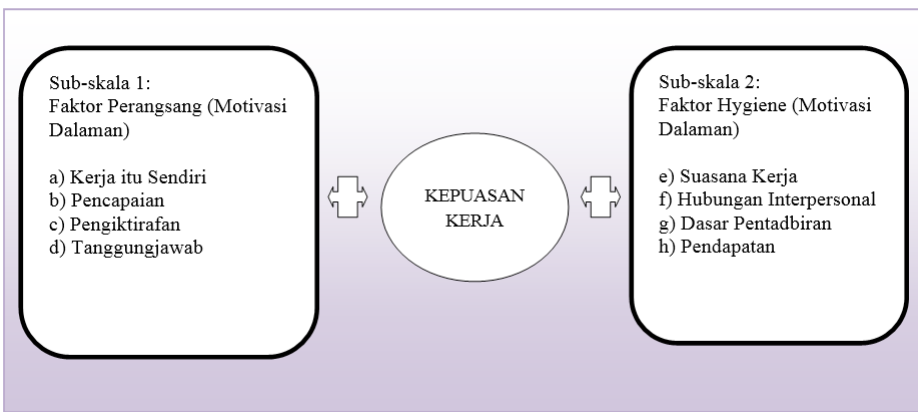 Sub-skala 1:
Faktor Perangsang (Motivasi
Dalaman)
a) Kerja itu Sendiri
b) Pencapaian
c) Pengiktirafan
d) Tanggungjawab
KEPUASAN
KERJA
Sub-skala 2:
Faktor Hygiene (Motivasi
Dalaman)
e) Suasana Kerja
f) Hubungan Interpersonal
g) Dasar Pentadbiran
h) Pendapatan